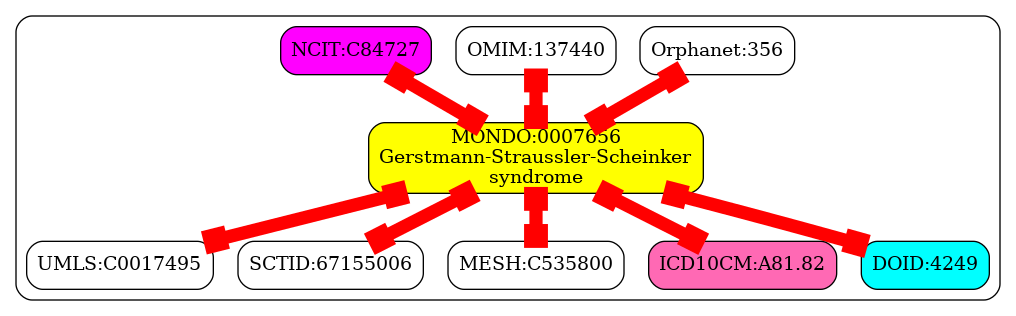 NCIT:C84727
OMIM:137440
Orphanet:356
MONDO:0007656
Gerstmann-Straussler-Scheinker
syndrome
UMLS:C0017495
SCTID:67155006
MESH:C535800
ICD10CM:A81.82
DOID:4249